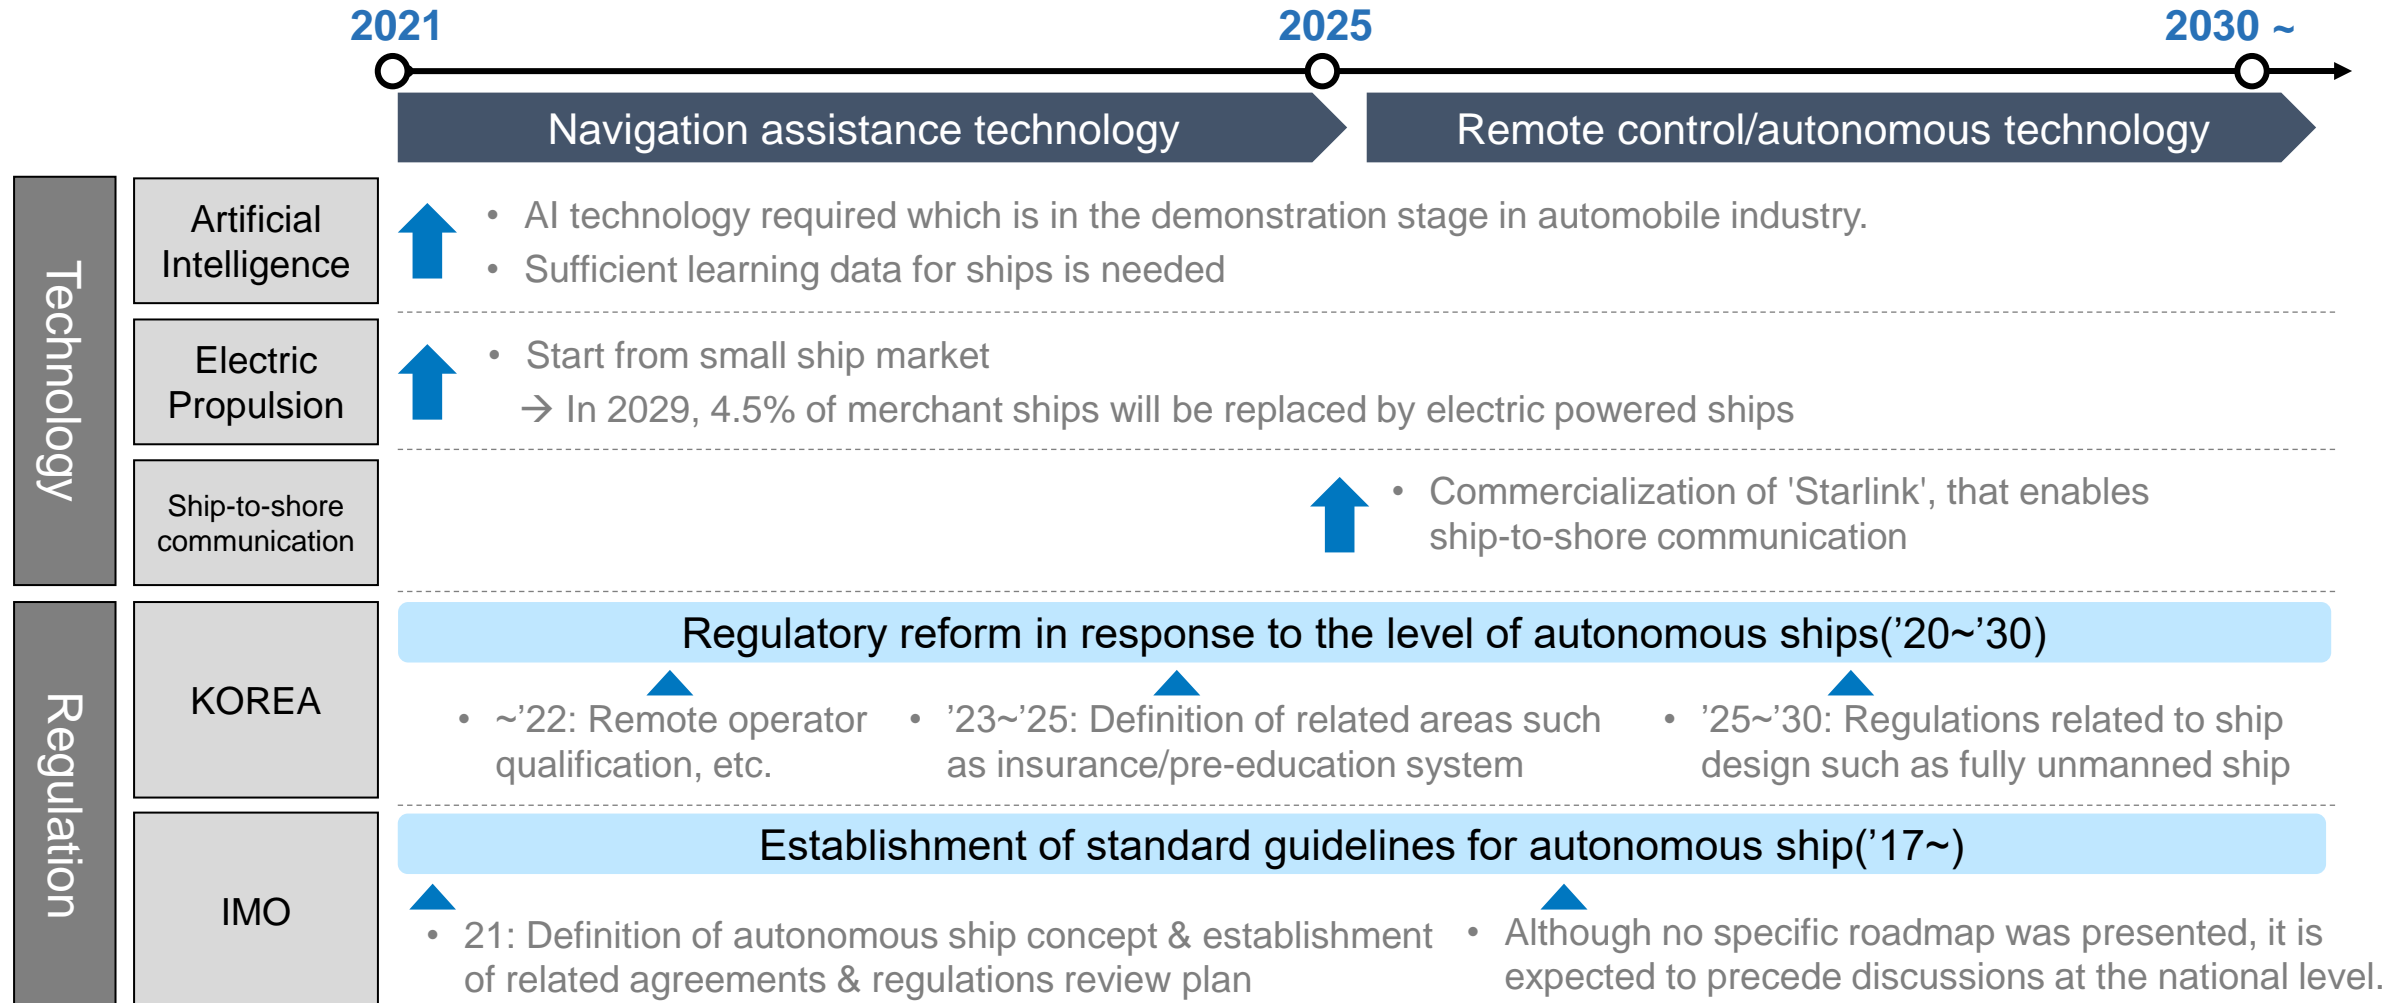 2021
2025
2030 ~
Navigation assistance technology
Remote control/autonomous technology
Technology
Artificial
Intelligence
• AI technology required which is in the demonstration stage in automobile industry.
• Sufficient learning data for ships is needed
Electric
Propulsion
• Start from small ship market
→ In 2029, 4.5% of merchant ships will be replaced by electric powered ships
Ship-to-shore
communication
• Commercialization of 'Starlink', that enables
ship-to-shore communication
Regulation
KOREA
Regulatory reform in response to the level of autonomous ships(’20~’30)
• ~’22: Remote operator
qualification, etc.
• ’23~’25: Definition of related areas such
as insurance/pre-education system
• ’25~’30: Regulations related to ship
design such as fully unmanned ship
IMO
Establishment of standard guidelines for autonomous ship(’17~)
• 21: Definition of autonomous ship concept & establishment
of related agreements & regulations review plan
• Although no specific roadmap was presented, it is
expected to precede discussions at the national level.